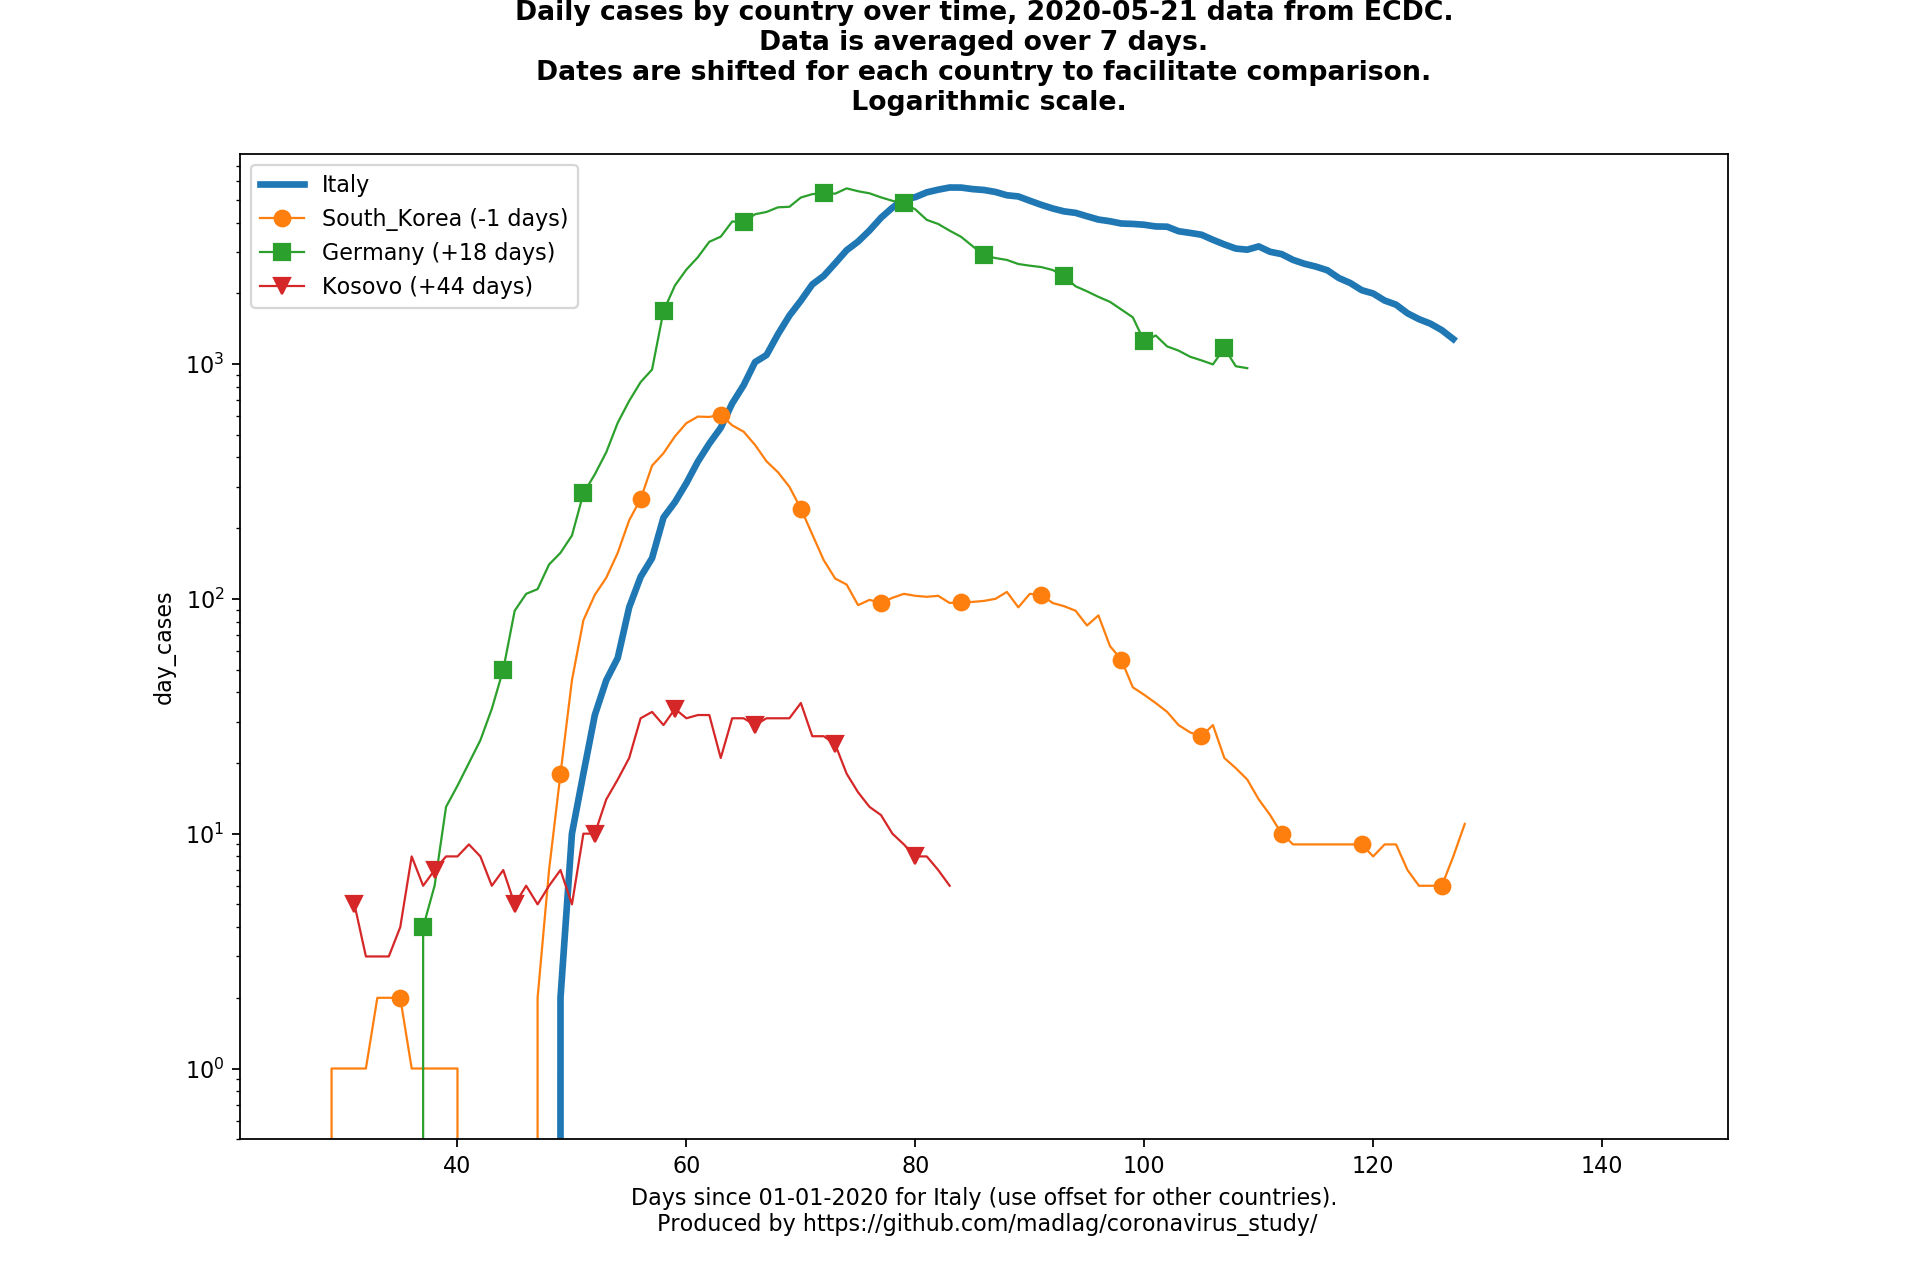 Daily cases by country over time, 2020-05-21 data from ECDC.
Data is averaged over 7 days.
Dates are shifted for each country to facilitate comparison.
Logarithmic scale.
Italy
South_Korea (-1 days)
Germany (+18 days)
Kosovo (+44 days)
day_cases
10³
10²
10¹
10⁰
40 60 80 100 120 140
Days since 01-01-2020 for Italy (use offset for other countries).
Produced by https://github.com/madlag/coronavirus_study/